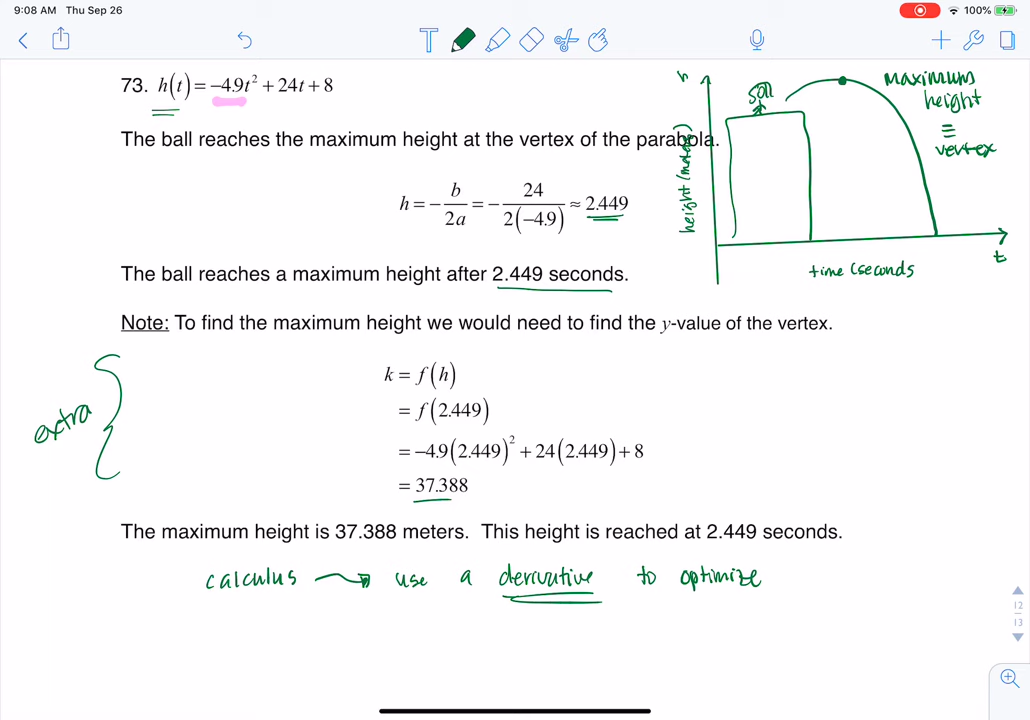 9:08 AM Thu Sep 26
100%
73. h(t) = −4.9t² + 24t + 8
The ball reaches the maximum height at the vertex of the parabola.
h = −b/2a = −24/2(−4.9) ≈ 2.449
The ball reaches a maximum height after 2.449 seconds.
Note: To find the maximum height we would need to find the y-value of the vertex.
k = f(h)
= f(2.449)
= −4.9(2.449)² + 24(2.449) + 8
= 37.388
extra
The maximum height is 37.388 meters. This height is reached at 2.449 seconds.
calculus → use a derivative to optimize
h
height (meters)
maximum
height
≡
vertex
t
time (seconds
12
13